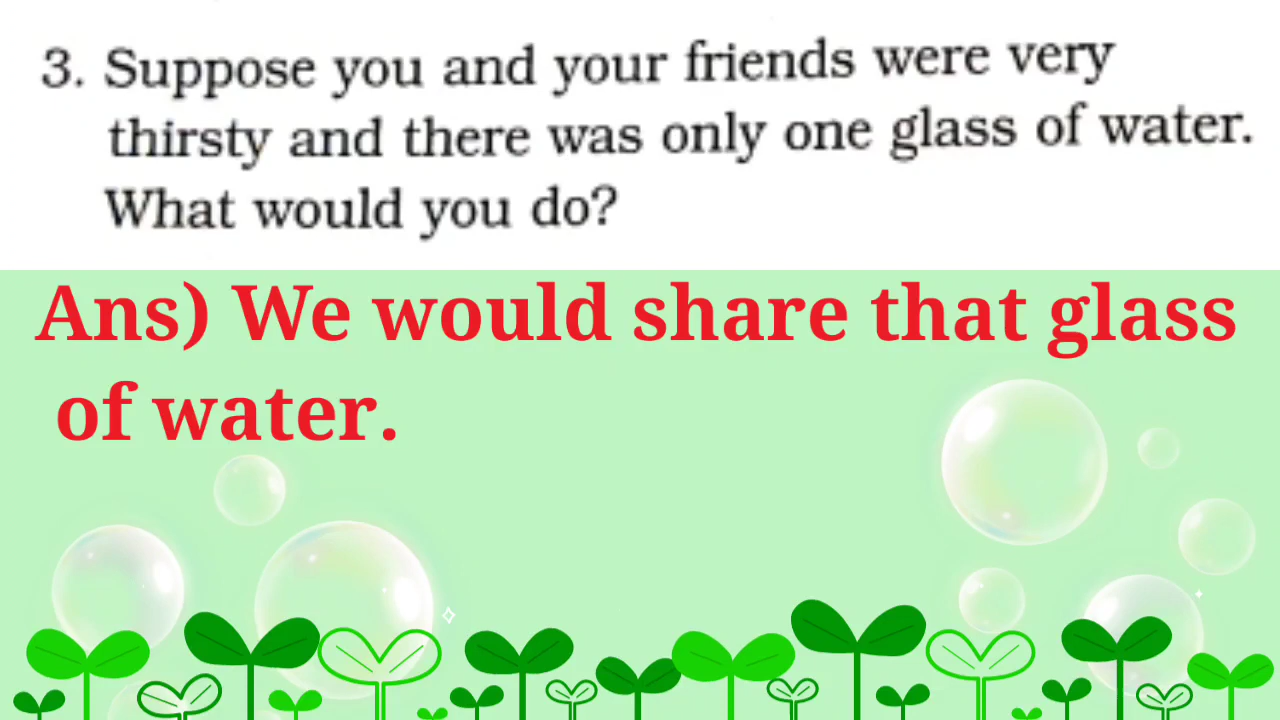 3. Suppose you and your friends were very
thirsty and there was only one glass of water.
What would you do?
Ans) We would share that glass
of water.